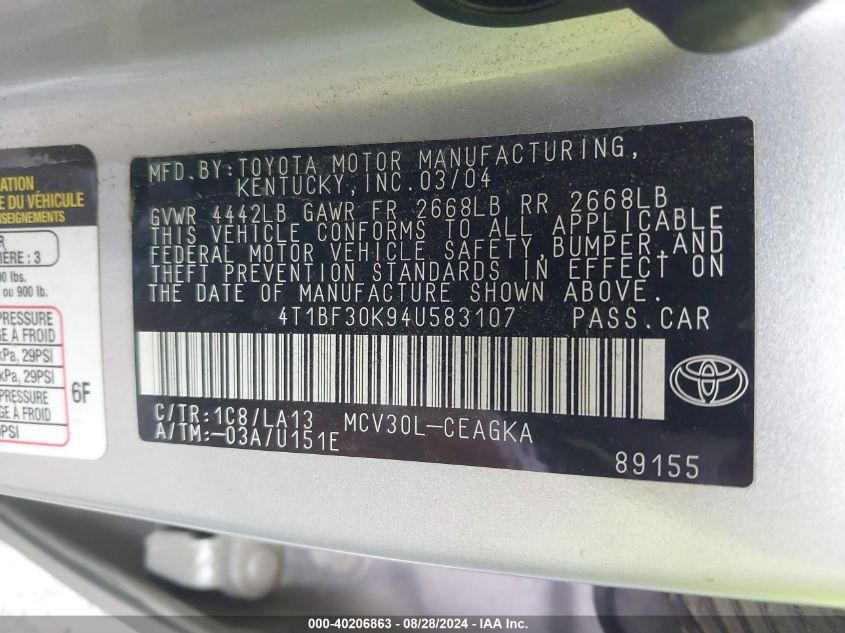 ATION
E DU VÉHICULE
NSEIGNEMENTS
R
IÈRE : 3
00 lbs.
ou 900 lb.
PRESSURE
GE À FROID
kPa, 29PSI
kPa, 29PSI
PRESSURE
AGE À FROID
PSI
6F
MFD. BY: TOYOTA MOTOR MANUFACTURING,
KENTUCKY, INC. 03/04
GVWR 4442LB GAWR FR 2668LB RR 2668LB
THIS VEHICLE CONFORMS TO ALL APPLICABLE
FEDERAL MOTOR VEHICLE SAFETY, BUMPER, AND
THEFT PREVENTION STANDARDS IN EFFECT ON
THE DATE OF MANUFACTURE SHOWN ABOVE.
4T1BF30K94U583107 PASS.CAR
C/TR: 1C8/LA13 MCV30L-CEAGKA
A/TM: -03A/U151E
89155
000-40206863 - 08/28/2024 - IAA Inc.